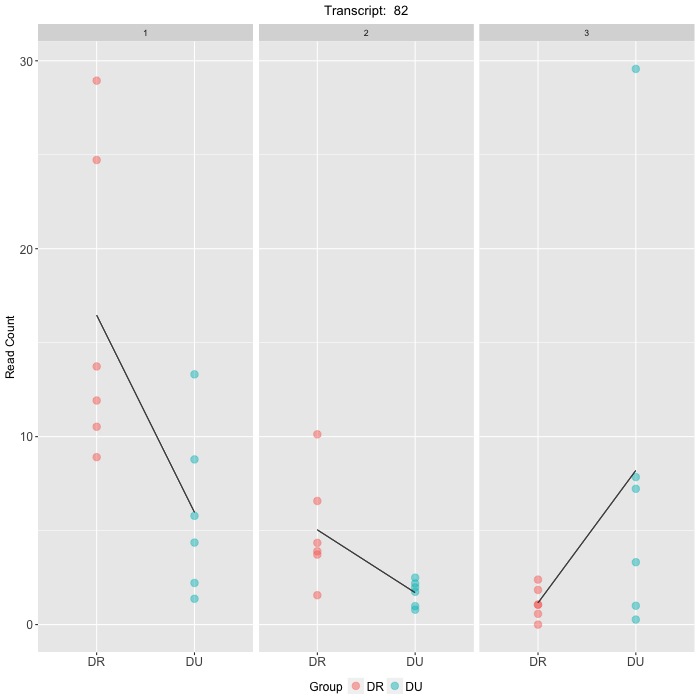 Transcript:  82
1 2 3
30
20
10
0
Read Count
DR DU DR DU DR DU
Group DR DU